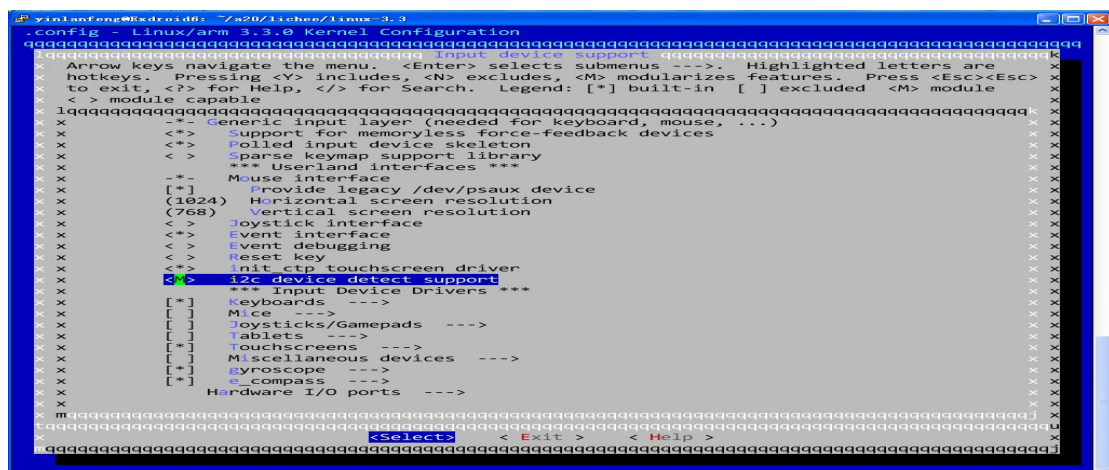 yinlanfeng@Exdroid6: ~/a20/lichee/linux-3.3
.config - Linux/arm 3.3.0 Kernel Configuration
Input device support
Arrow keys navigate the menu. <Enter> selects submenus --->. Highlighted letters are
hotkeys. Pressing <Y> includes, <N> excludes, <M> modularizes features. Press <Esc><Esc>
to exit, <?> for Help, </> for Search. Legend: [*] built-in [ ] excluded <M> module
< > module capable
-*- Generic input layer (needed for keyboard, mouse, ...)
<*> Support for memoryless force-feedback devices
<*> Polled input device skeleton
< > Sparse keymap support library
*** Userland interfaces ***
-*- Mouse interface
[*] Provide legacy /dev/psaux device
(1024) Horizontal screen resolution
(768) Vertical screen resolution
< > Joystick interface
<*> Event interface
< > Event debugging
< > Reset key
<*> init_ctp touchscreen driver
<M> i2c device detect support
*** Input Device Drivers ***
[*] Keyboards --->
[ ] Mice --->
[ ] Joysticks/Gamepads --->
[ ] Tablets --->
[*] Touchscreens --->
[ ] Miscellaneous devices --->
[*] gyroscope --->
[*] e_compass --->
Hardware I/O ports --->
<Select> < Exit > < Help >